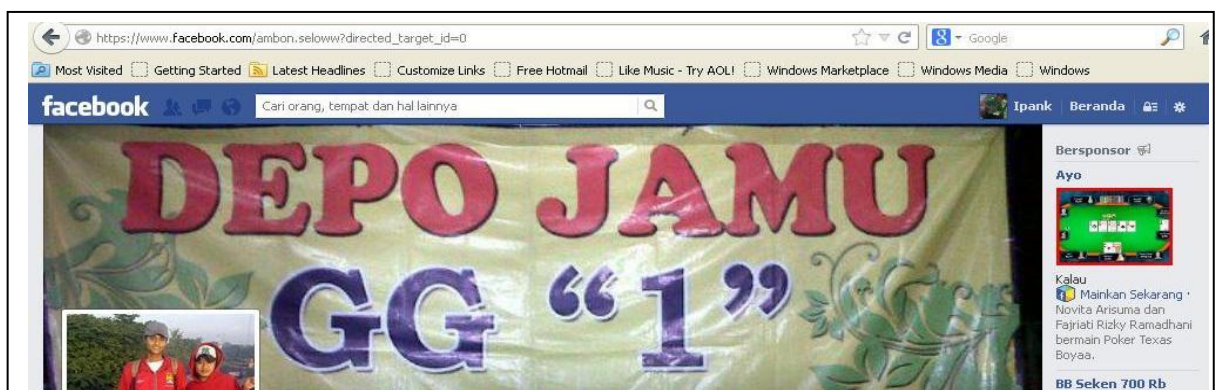 https://www.facebook.com/ambon.seloww?directed_target_id=0
Google
Most Visited Getting Started Latest Headlines Customize Links Free Hotmail Like Music - Try AOL! Windows Marketplace Windows Media Windows
facebook Cari orang, tempat dan hal lainnya Ipank Beranda
DEPO JAMU
GG “1”
Bersponsor
Ayo
Kalau
Mainkan Sekarang ·
Novita Arisuma dan
Fajriati Rizky Ramadhani
bermain Poker Texas
Boyaa.
BB Seken 700 Rb